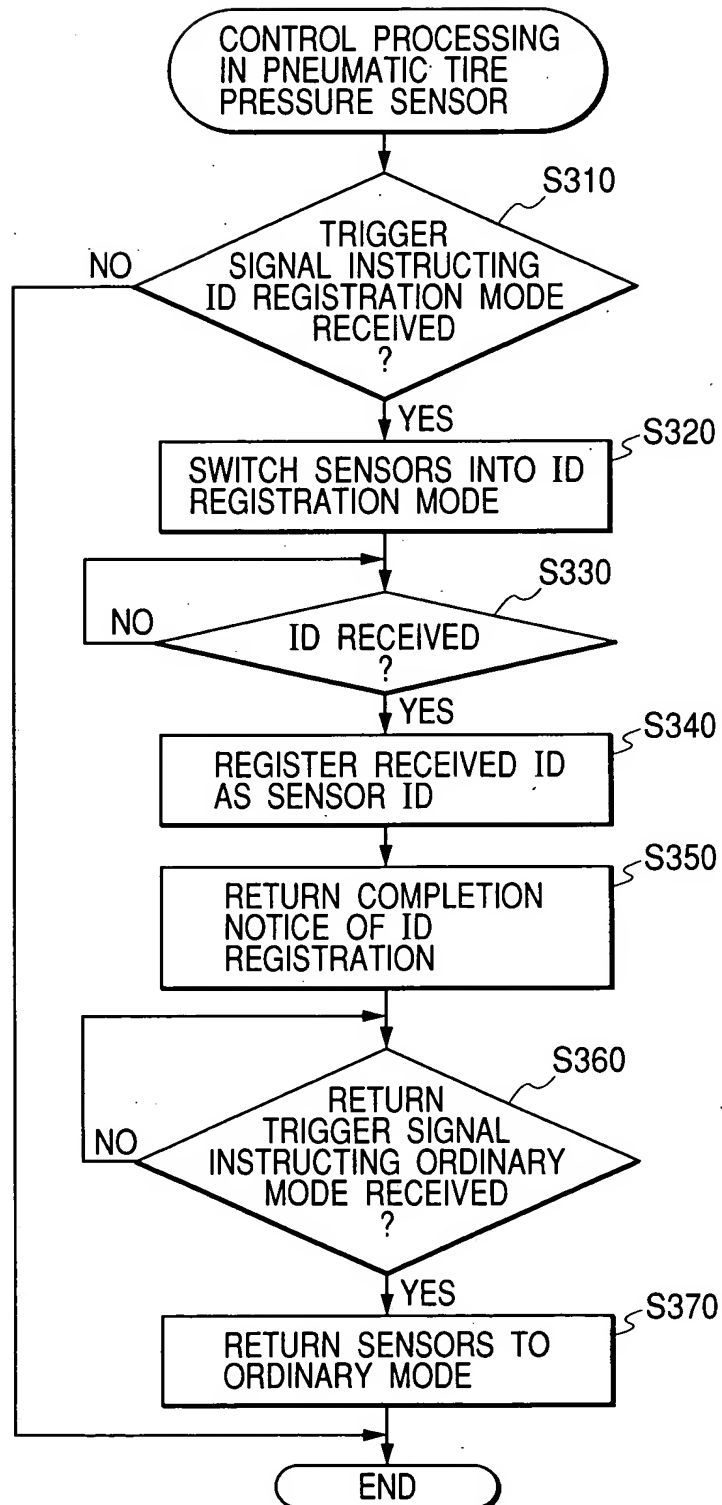 CONTROL PROCESSING
IN PNEUMATIC TIRE
PRESSURE SENSOR
S310
TRIGGER
SIGNAL INSTRUCTING
ID REGISTRATION MODE
RECEIVED
?
NO
YES
S320
SWITCH SENSORS INTO ID
REGISTRATION MODE
S330
ID RECEIVED
?
NO
YES
S340
REGISTER RECEIVED ID
AS SENSOR ID
S350
RETURN COMPLETION
NOTICE OF ID
REGISTRATION
S360
RETURN
TRIGGER SIGNAL
INSTRUCTING ORDINARY
MODE RECEIVED
?
NO
YES
S370
RETURN SENSORS TO
ORDINARY MODE
END